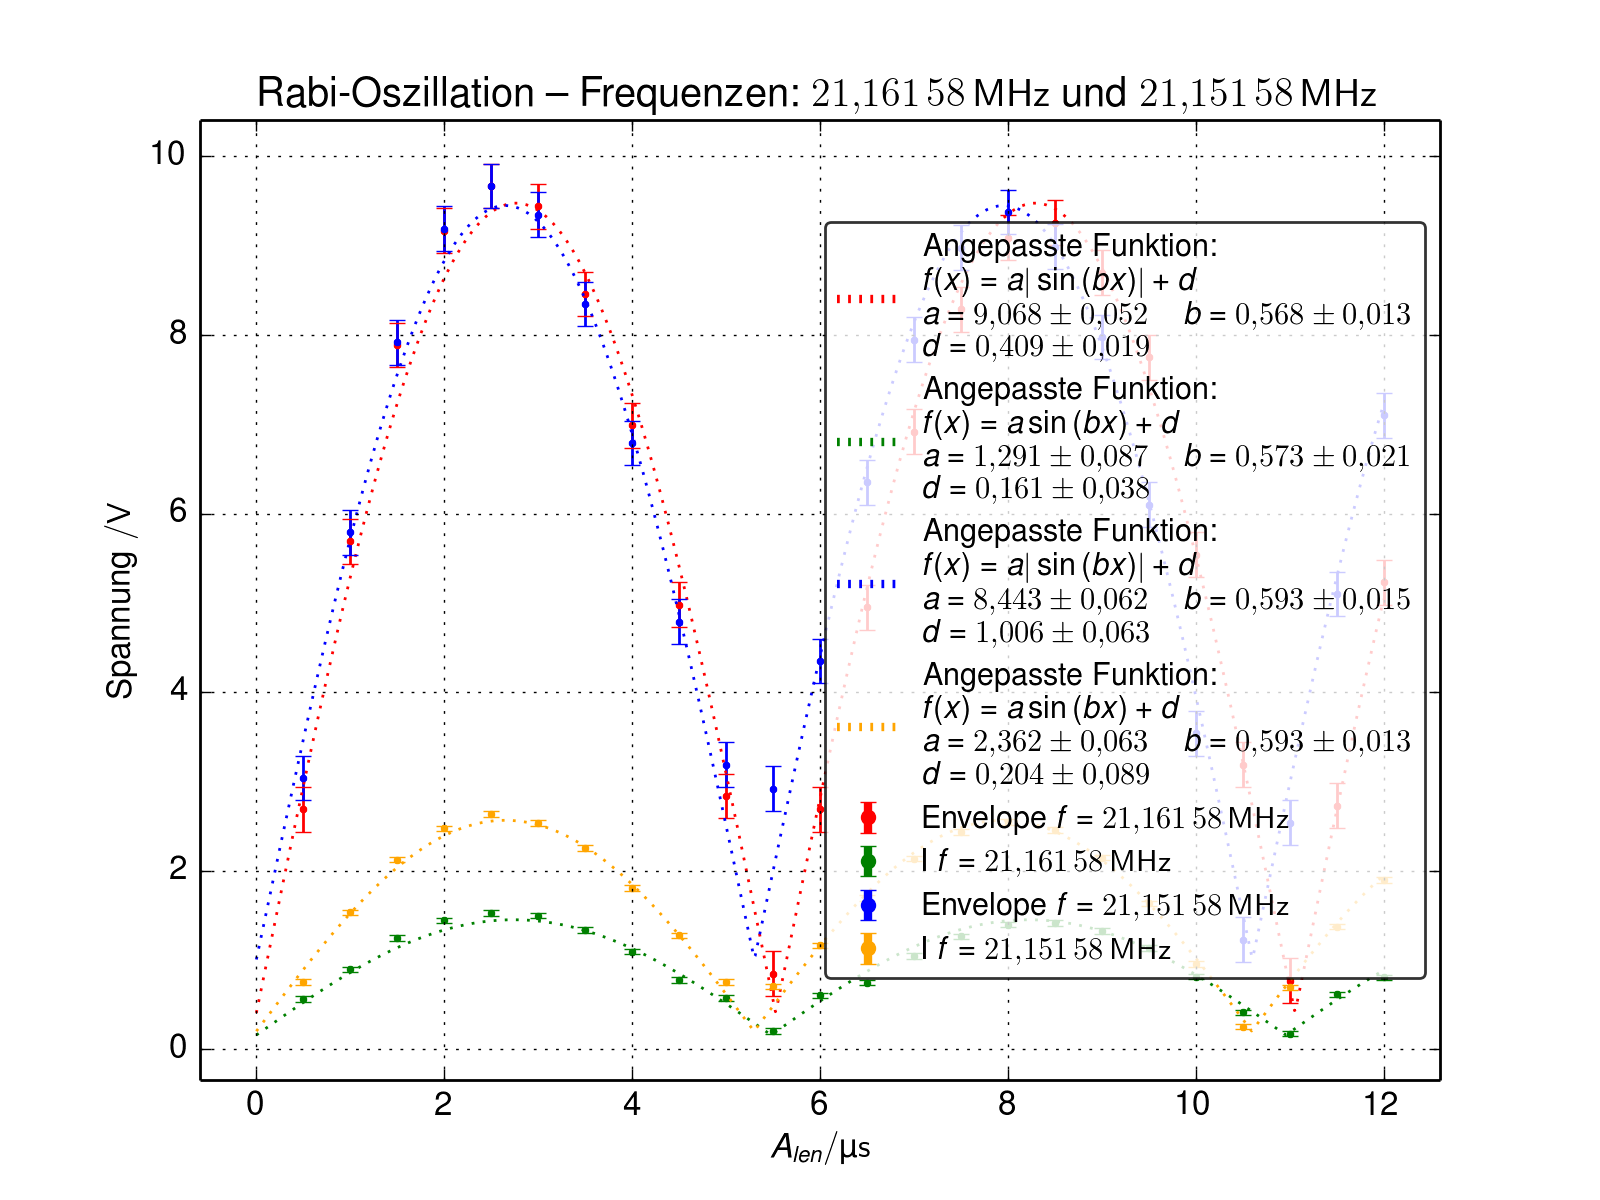 Rabi-Oszillation – Frequenzen: 21,161 58 MHz und 21,151 58 MHz
10
8
6
4
2
0
Spannung /V
0 2 4 6 8 10 12
A_len/µs
Angepasste Funktion:
f(x) = a| sin (bx)| + d
a = 9,068 ± 0,052 b = 0,568 ± 0,013
d = 0,409 ± 0,019
Angepasste Funktion:
f(x) = a sin (bx) + d
a = 1,291 ± 0,087 b = 0,573 ± 0,021
d = 0,161 ± 0,038
Angepasste Funktion:
f(x) = a| sin (bx)| + d
a = 8,443 ± 0,062 b = 0,593 ± 0,015
d = 1,006 ± 0,063
Angepasste Funktion:
f(x) = a sin (bx) + d
a = 2,362 ± 0,063 b = 0,593 ± 0,013
d = 0,204 ± 0,089
Envelope f = 21,161 58 MHz
I f = 21,161 58 MHz
Envelope f = 21,151 58 MHz
I f = 21,151 58 MHz